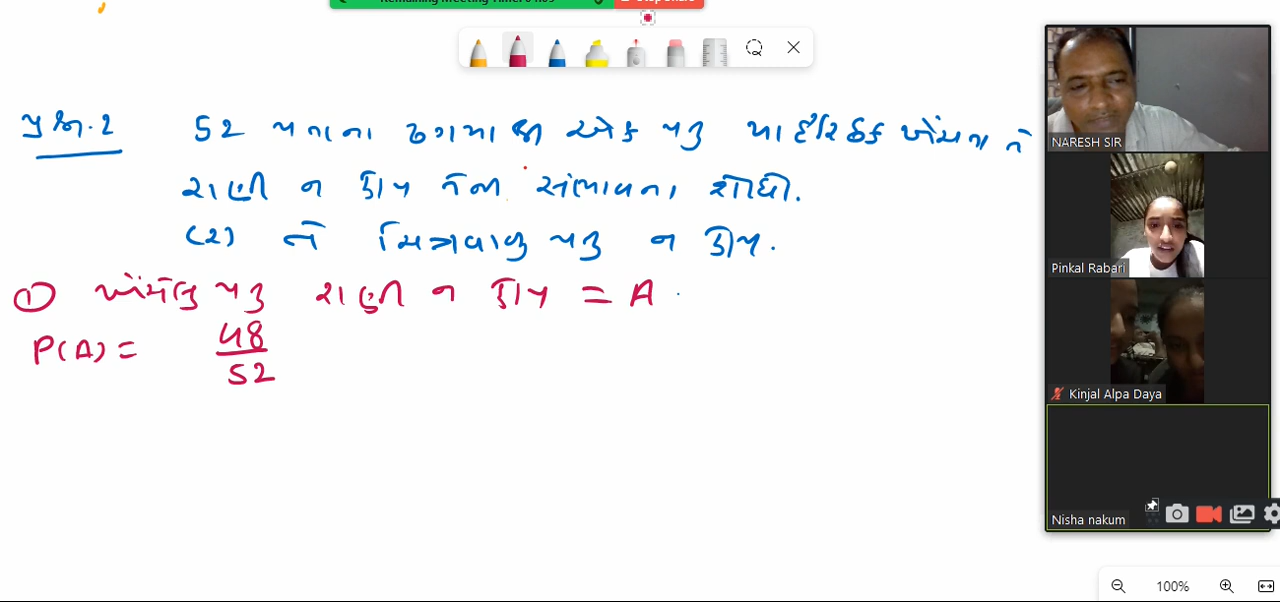 પ્રશ્ન.2 52 પત્તાના ઢગમાંથી એક પત્તુ યાદૈચ્છિક ખેંચતા તે
રાણી ન હોય તેની સંભાવના શોધો.
(૨) તે ચિત્રવાળુ પત્તુ ન હોય.
① ખેંચેલુ પત્તુ રાણી ન હોય = A
P(A) = 48
52
NARESH SIR
Pinkal Rabari
Kinjal Alpa Daya
Nisha nakum
100%